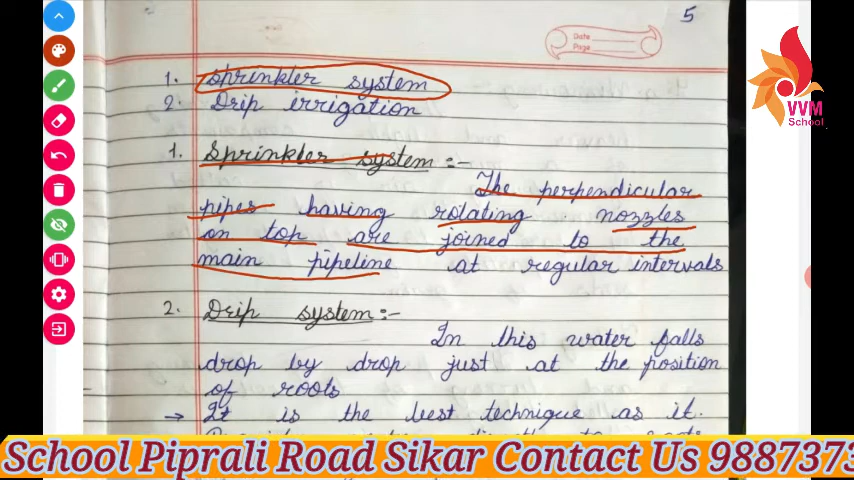 5
Date
Page
VVM
School
1. Sprinkler system
2. Drip irrigation
1. Sprinkler system :-
The perpendicular
pipes having rotating nozzles
on top are joined to the
main pipeline at regular intervals
2. Drip system :-
In this water falls
drop by drop just at the position
of roots
→ It is the best technique as it.
School Piprali Road Sikar Contact Us 9887373